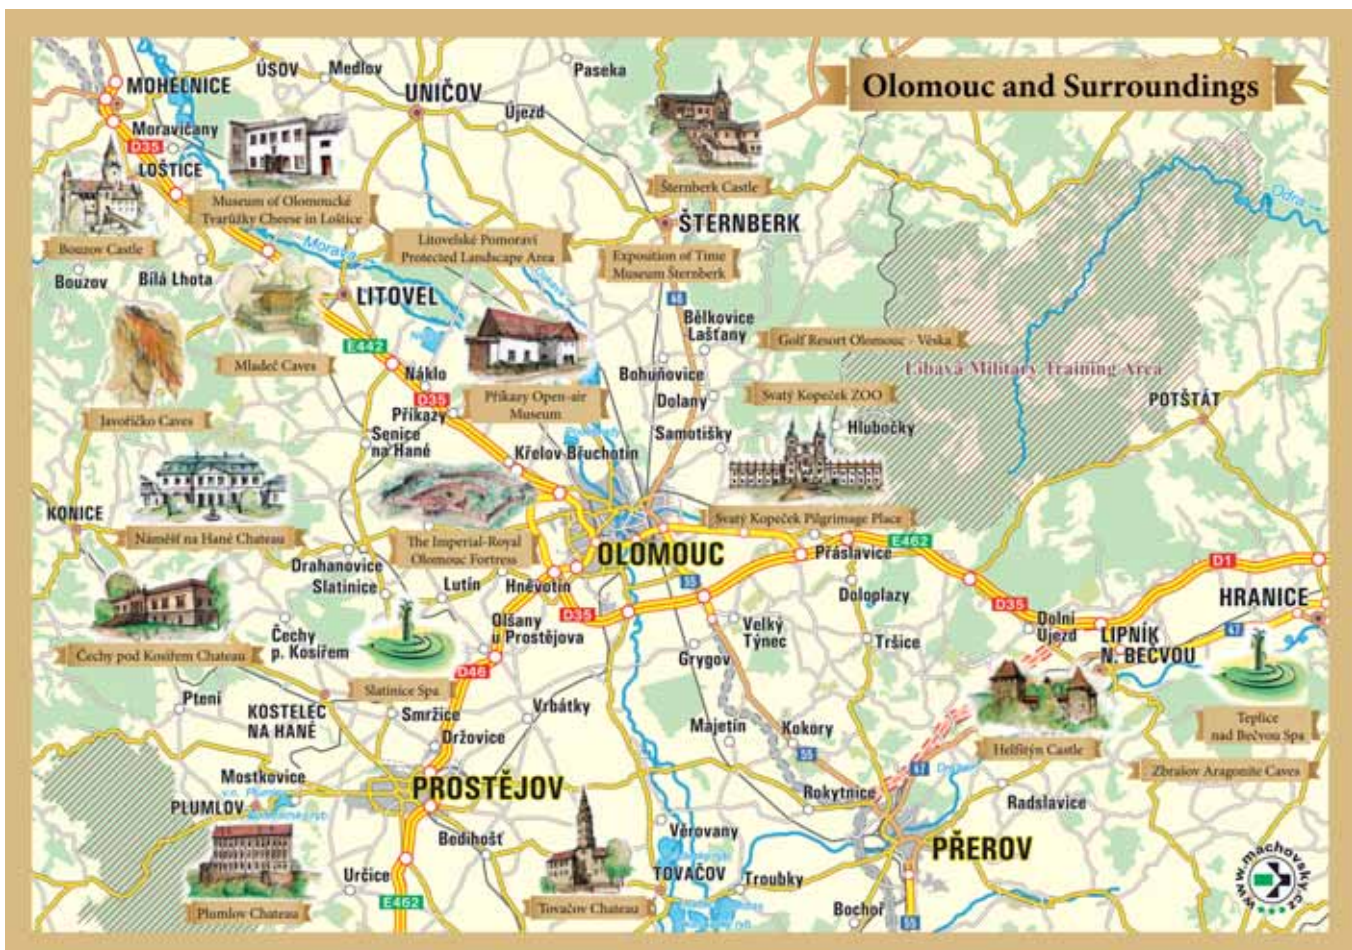 Olomouc and Surroundings
MOHELNICE
ÚSOV
Medlov
UNIČOV
Paseka
Újezd
Moravičany
D35
LOŠTICE
Museum of Olomoucké
Tvarůžky Cheese in Loštice
Šternberk Castle
Odra
Bouzov Castle
Bouzov
Bílá Lhota
Morava
Litovelské Pomoraví
Protected Landscape Area
ŠTERNBERK
Exposition of Time
Museum Šternberk
46
LITOVEL
Bělkovice
Lašťany
E442
Golf Resort Olomouc - Véska
Mladeč Caves
Náklo
Bohuňovice
Libavá Military Training Area
D35
Příkazy
Příkazy Open-air
Museum
Dolany
Svatý Kopeček ZOO
POTŠTÁT
Javoříčko Caves
Senice
na Hané
Samotišky
Hlubočky
Křelov Břuchotín
KONICE
Náměšť na Hané Chateau
The Imperial-Royal
Olomouc Fortress
Svatý Kopeček Pilgrimage Place
OLOMOUC
Přáslavice
E462
D1
Drahanovice
Slatinice
Lutín
Hněvotín
55
Doloplazy
D35
HRANICE
D35
Olšany
u Prostějova
Velký
Týnec
Dolní
Újezd
LIPNÍK
N. BEČVOU
47
Čechy
p. Kosířem
Čechy pod Kosířem Chateau
D46
Grygov
Tršice
Slatinice Spa
Ptení
KOSTELEC
NA HANÉ
Smržice
Vrbátky
Majetín
Kokory
Helfštýn Castle
Teplice
nad Bečvou Spa
Držovice
55
47
Zbrašov Aragonite Caves
Mostkovice
PLUMLOV
PROSTĚJOV
Rokytnice
Radslavice
Bedihošť
Věrovany
PŘEROV
Určice
TOVAČOV
Troubky
E462
Plumlov Chateau
Tovačov Chateau
Bochoř
55
www.machovsky.cz